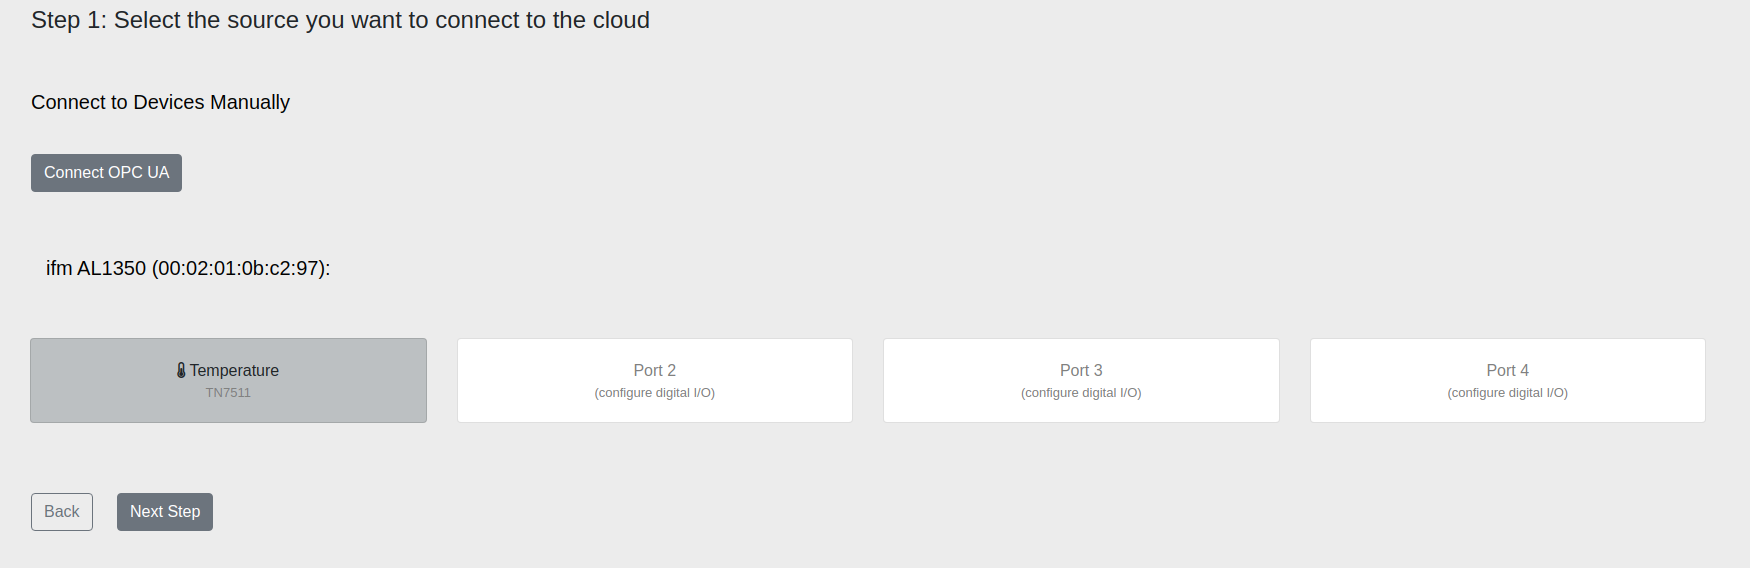 Step 1: Select the source you want to connect to the cloud
Connect to Devices Manually
Connect OPC UA
ifm AL1350 (00:02:01:0b:c2:97):
Temperature
TN7511
Port 2
(configure digital I/O)
Port 3
(configure digital I/O)
Port 4
(configure digital I/O)
Back
Next Step